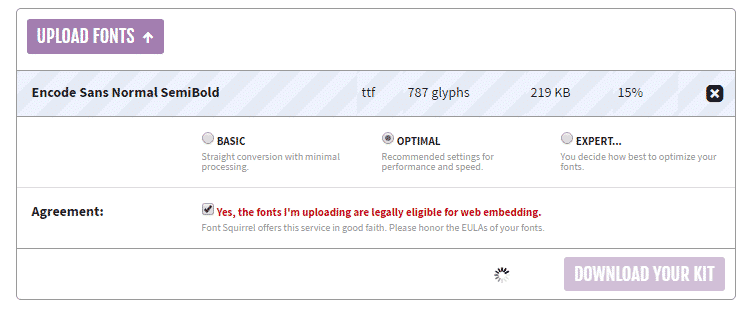 UPLOAD FONTS
Encode Sans Normal SemiBold ttf 787 glyphs 219 KB 15%
BASIC OPTIMAL EXPERT...
Straight conversion with minimal Recommended settings for You decide how best to optimize your
processing. performance and speed. fonts.
Agreement: Yes, the fonts I'm uploading are legally eligible for web embedding.
Font Squirrel offers this service in good faith. Please honor the EULAs of your fonts.
DOWNLOAD YOUR KIT